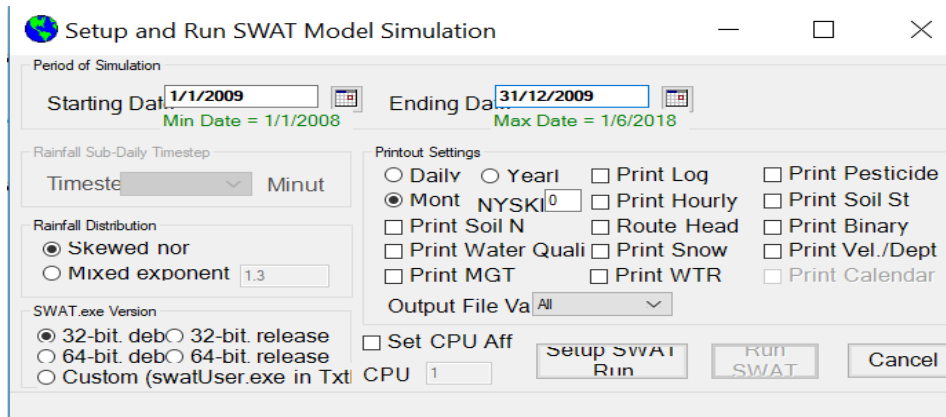 Setup and Run SWAT Model Simulation
Period of Simulation
Starting Dat 1/1/2009
Min Date = 1/1/2008
Ending Da... 31/12/2009
Max Date = 1/6/2018
Rainfall Sub-Daily Timestep
Timeste Minut
Rainfall Distribution
Skewed nor
Mixed exponent 1.3
SWAT.exe Version
32-bit. deb 32-bit. release
64-bit. deb 64-bit. release
Custom (swatUser.exe in Txtl
Printout Settings
Daily Yearl Print Log Print Pesticide
Mont NYSKI 0 Print Hourly Print Soil St
Print Soil N Route Head Print Binary
Print Water Quali Print Snow Print Vel./Dept
Print MGT Print WTR Print Calendar
Output File Va All
Set CPU Aff
CPU 1
Setup SWAT
Run
Run
SWAT
Cancel